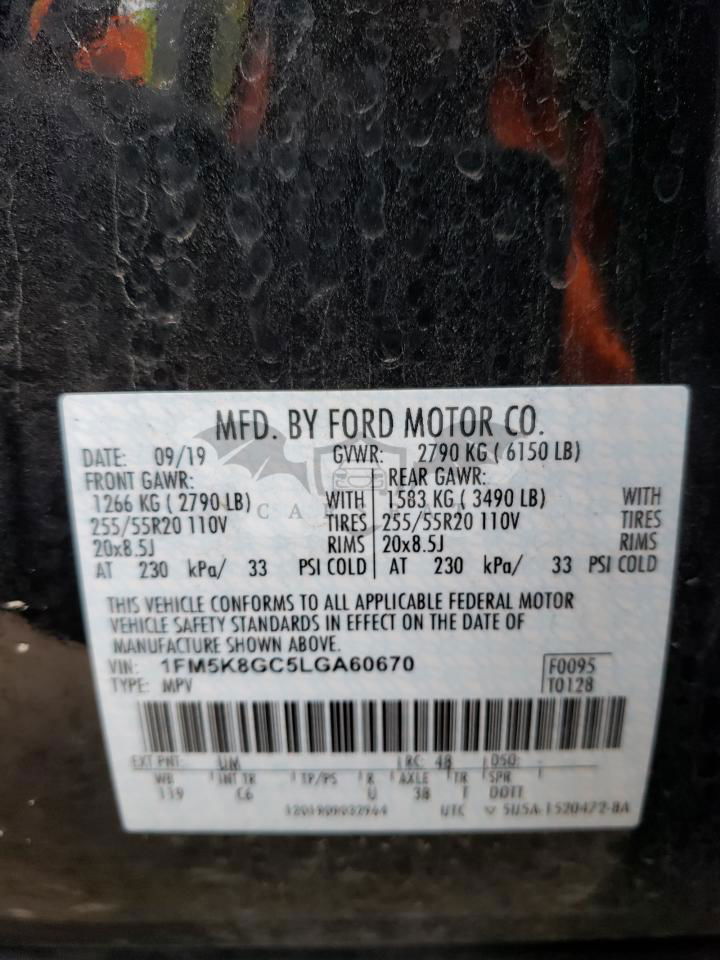 MFD. BY FORD MOTOR CO.
DATE: 09/19 GVWR: 2790 KG ( 6150 LB)
FRONT GAWR: REAR GAWR:
1266 KG ( 2790 LB) WITH 1583 KG ( 3490 LB) WITH
255/55R20 110V TIRES 255/55R20 110V TIRES
20x8.5J RIMS 20x8.5J RIMS
AT 230 kPa/ 33 PSI COLD AT 230 kPa/ 33 PSI COLD
THIS VEHICLE CONFORMS TO ALL APPLICABLE FEDERAL MOTOR
VEHICLE SAFETY STANDARDS IN EFFECT ON THE DATE OF
MANUFACTURE SHOWN ABOVE.
VIN: 1FM5K8GC5LGA60670 F0095
TYPE: MPV T0128
EXT PNT: UM RC: 48 DSO:
WB INT TR TP/PS R AXLE TR SPR
119 C6 U 38 T
UTC